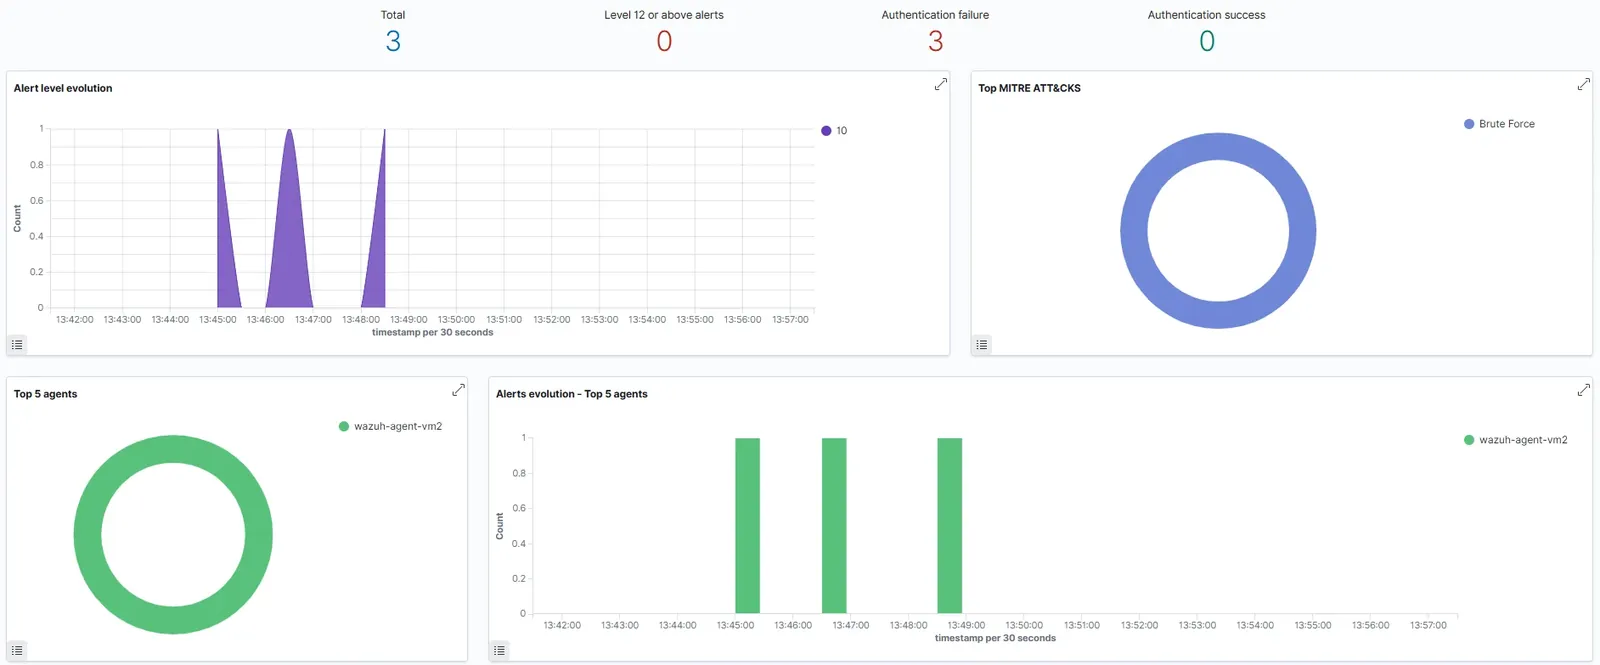 Total
3
Level 12 or above alerts
0
Authentication failure
3
Authentication success
0
Alert level evolution
Count
1
0.8
0.6
0.4
0.2
0
13:42:00 13:43:00 13:44:00 13:45:00 13:46:00 13:47:00 13:48:00 13:49:00 13:50:00 13:51:00 13:52:00 13:53:00 13:54:00 13:55:00 13:56:00 13:57:00
timestamp per 30 seconds
10
Top MITRE ATT&CKS
Brute Force
Top 5 agents
wazuh-agent-vm2
Alerts evolution - Top 5 agents
Count
1
0.8
0.6
0.4
0.2
0
13:42:00 13:43:00 13:44:00 13:45:00 13:46:00 13:47:00 13:48:00 13:49:00 13:50:00 13:51:00 13:52:00 13:53:00 13:54:00 13:55:00 13:56:00 13:57:00
timestamp per 30 seconds
wazuh-agent-vm2